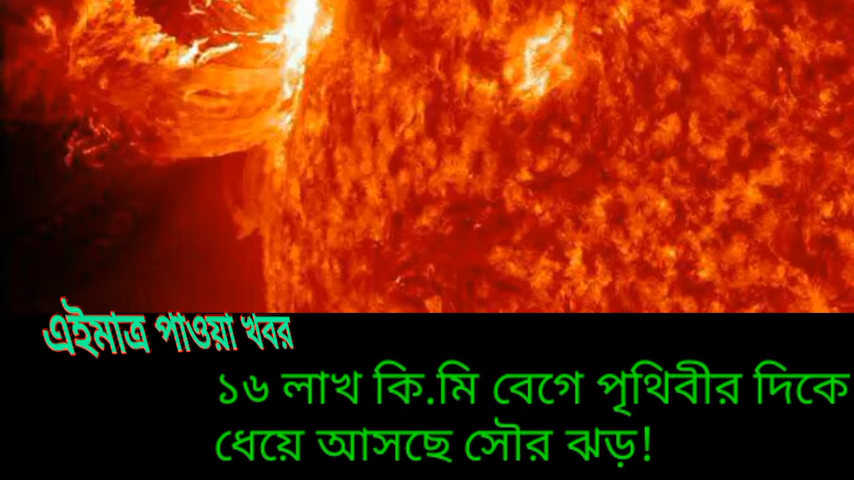 এইমাত্র পাওয়া খবর
১৬ লাখ কি.মি বেগে পৃথিবীর দিকে
ধেয়ে আসছে সৌর ঝড়!